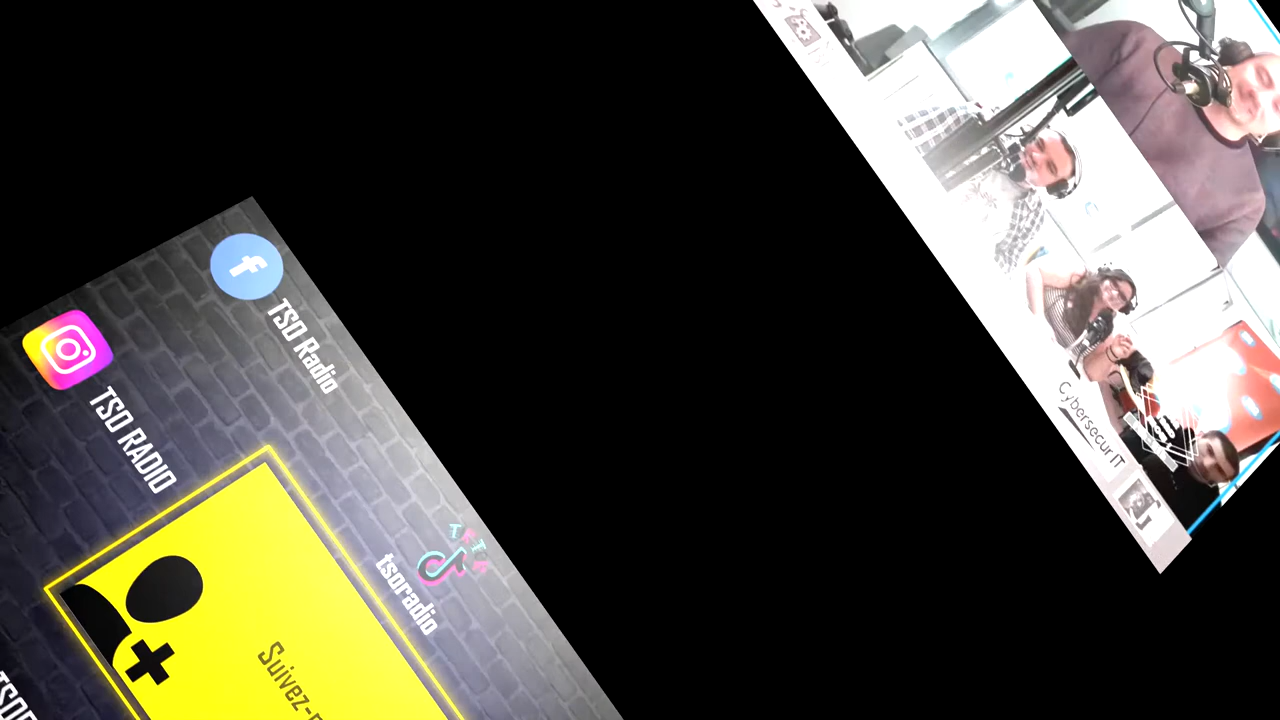 TSO Radio
TSO RADIO
tsoradio
Suivez-
CybersecurIT